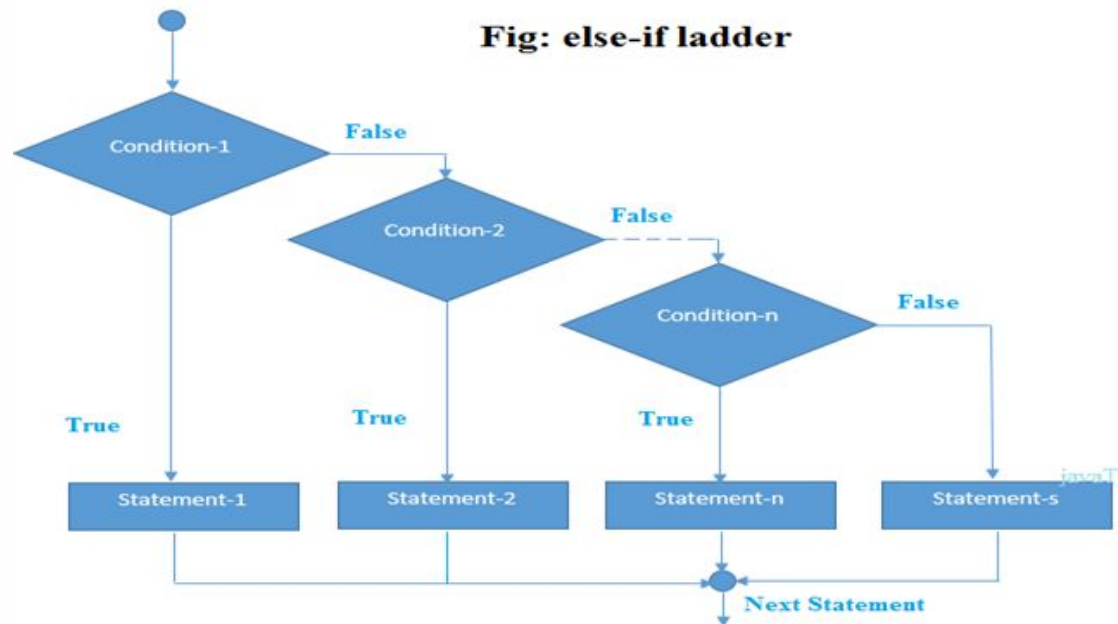 Fig: else-if ladder
Condition-1
False
Condition-2
False
Condition-n
False
True
True
True
Statement-1
Statement-2
Statement-n
Statement-s
javaT
Next Statement